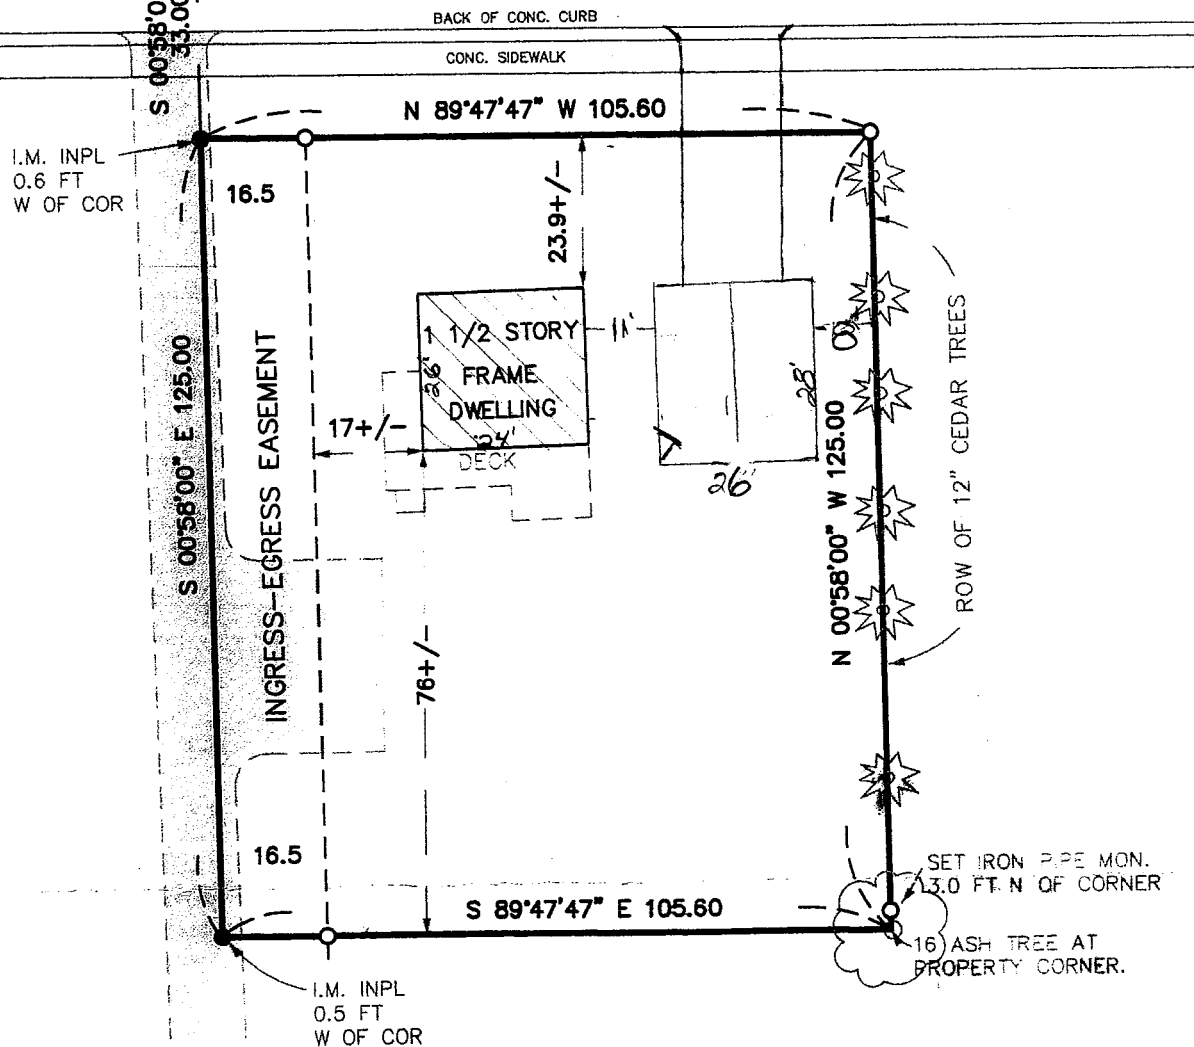 BACK OF CONC. CURB
CONC. SIDEWALK
S 00°58'0
33.00
N 89°47'47" W 105.60
I.M. INPL
0.6 FT
W OF COR
16.5
23.9+/-
1 1/2 STORY
FRAME
DWELLING
26'
24'
11'
8
28'
26'
17+/-
DECK
S 00°58'00" E 125.00
INGRESS-EGRESS EASEMENT
N 00°58'00" W 125.00
ROW OF 12" CEDAR TREES
76+/-
16.5
SET IRON PIPE MON.
13.0 FT N OF CORNER
S 89°47'47" E 105.60
16 ASH TREE AT
PROPERTY CORNER.
I.M. INPL
0.5 FT
W OF COR